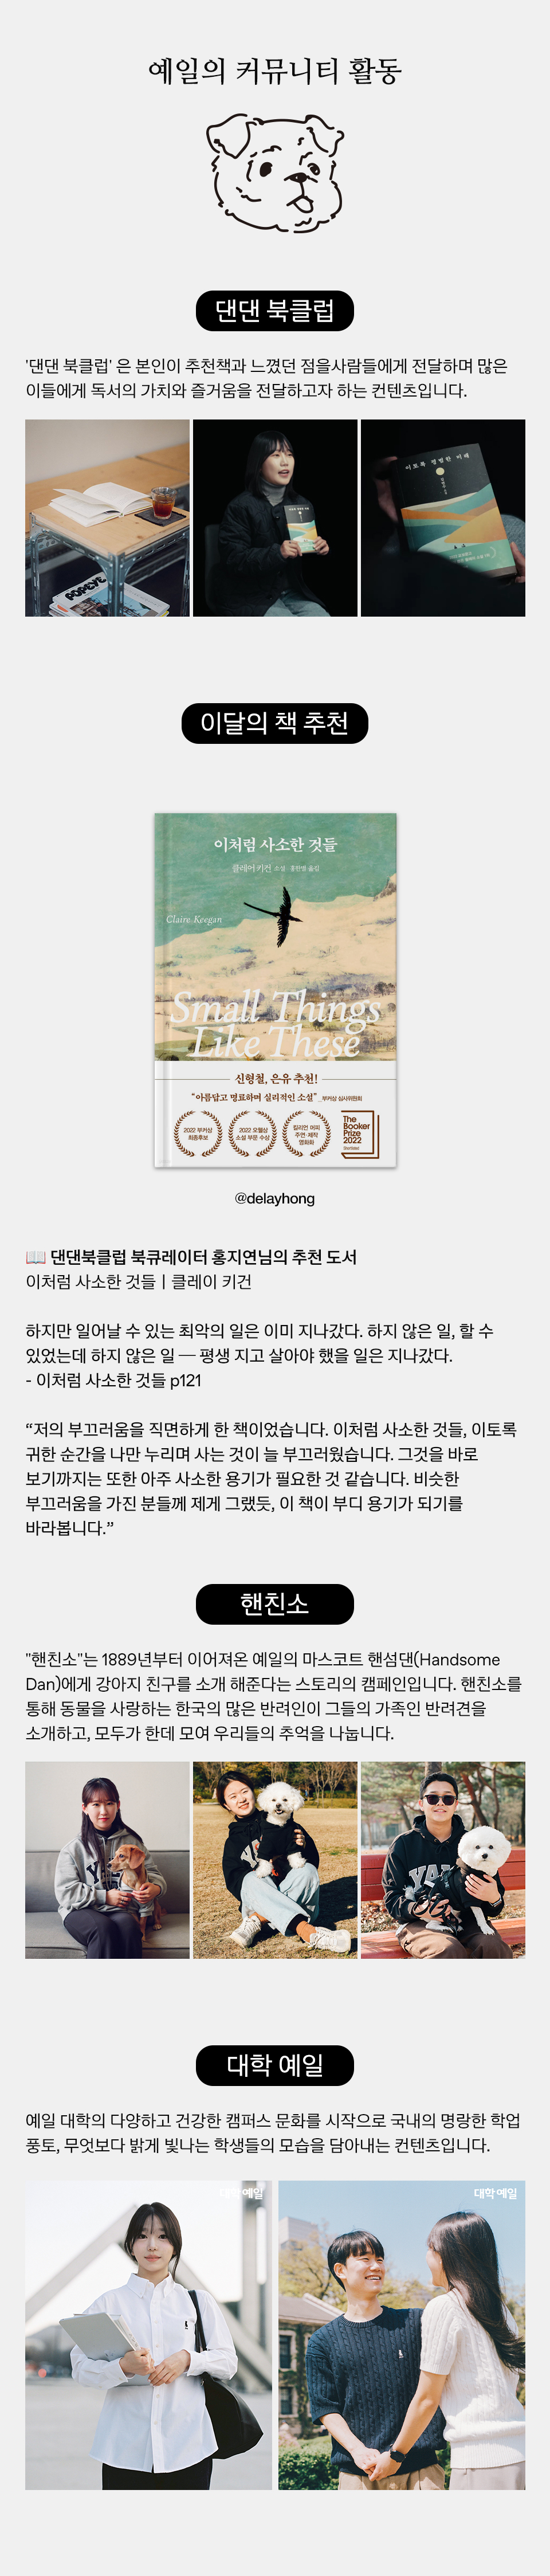 예일의 커뮤니티 활동
댄댄 북클럽
'댄댄 북클럽' 은 본인이 추천책과 느꼈던 점을사람들에게 전달하며 많은
이들에게 독서의 가치와 즐거움을 전달하고자 하는 컨텐츠입니다.
POPEYE
이토록 평범한 미래
이달의 책 추천
이처럼 사소한 것들
클레어 키건 소설 홍한별 옮김
Claire Keegan
Small Things
Like These
신형철, 은유 추천!
“아름답고 명료하며 실리적인 소설”_부커상 심사위원회
2022 부커상
최종후보
2022 오웰상
소설 부문 수상
킬리언 머피
주연·제작
영화화
The
Booker
Prize
2022
Shortlisted
@delayhong
📖 댄댄북클럽 북큐레이터 홍지연님의 추천 도서
이처럼 사소한 것들ㅣ클레이 키건
하지만 일어날 수 있는 최악의 일은 이미 지나갔다. 하지 않은 일, 할 수
있었는데 하지 않은 일 — 평생 지고 살아야 했을 일은 지나갔다.
- 이처럼 사소한 것들 p121
“저의 부끄러움을 직면하게 한 책이었습니다. 이처럼 사소한 것들, 이토록
귀한 순간을 나만 누리며 사는 것이 늘 부끄러웠습니다. 그것을 바로
보기까지는 또한 아주 사소한 용기가 필요한 것 같습니다. 비슷한
부끄러움을 가진 분들께 제게 그랬듯, 이 책이 부디 용기가 되기를
바라봅니다.”
핸친소
"핸친소"는 1889년부터 이어져온 예일의 마스코트 핸섬댄(Handsome
Dan)에게 강아지 친구를 소개 해준다는 스토리의 캠페인입니다. 핸친소를
통해 동물을 사랑하는 한국의 많은 반려인이 그들의 가족인 반려견을
소개하고, 모두가 한데 모여 우리들의 추억을 나눕니다.
대학 예일
예일 대학의 다양하고 건강한 캠퍼스 문화를 시작으로 국내의 명랑한 학업
풍토, 무엇보다 밝게 빛나는 학생들의 모습을 담아내는 컨텐츠입니다.
대학 예일
대학 예일